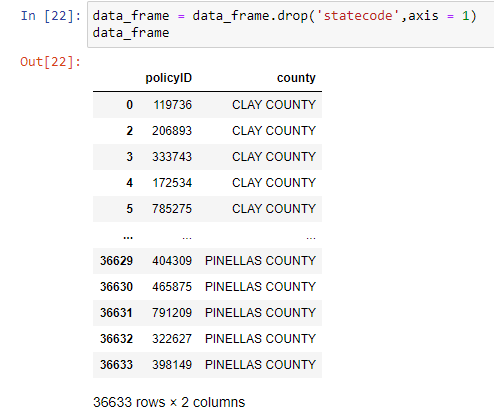 In [22]: data_frame = data_frame.drop('statecode',axis = 1)
data_frame
Out[22]:
policyID county
0 119736 CLAY COUNTY
2 206893 CLAY COUNTY
3 333743 CLAY COUNTY
4 172534 CLAY COUNTY
5 785275 CLAY COUNTY
... ... ...
36629 404309 PINELLAS COUNTY
36630 465875 PINELLAS COUNTY
36631 791209 PINELLAS COUNTY
36632 322627 PINELLAS COUNTY
36633 398149 PINELLAS COUNTY
36633 rows × 2 columns